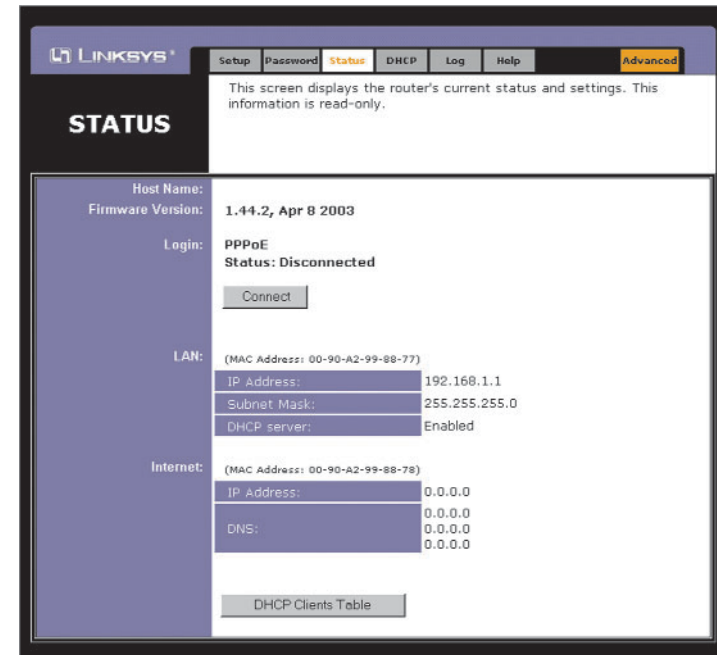 LINKSYS®
Setup Password Status DHCP Log Help Advanced
STATUS
This screen displays the router's current status and settings. This
information is read-only.
Host Name:
Firmware Version: 1.44.2, Apr 8 2003
Login: PPPoE
Status: Disconnected
Connect
LAN: (MAC Address: 00-90-A2-99-88-77)
IP Address: 192.168.1.1
Subnet Mask: 255.255.255.0
DHCP server: Enabled
Internet: (MAC Address: 00-90-A2-99-88-78)
IP Address: 0.0.0.0
DNS: 0.0.0.0
0.0.0.0
0.0.0.0
DHCP Clients Table